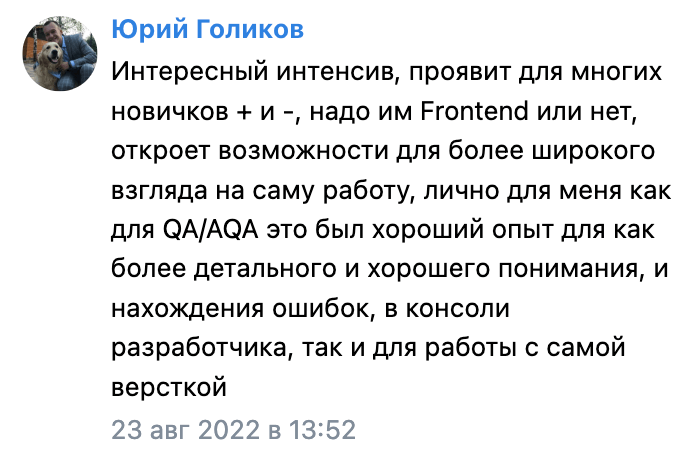 Юрий Голиков
Интересный интенсив, проявит для многих
новичков + и -, надо им Frontend или нет,
откроет возможности для более широкого
взгляда на саму работу, лично для меня как
для QA/AQA это был хороший опыт для как
более детального и хорошего понимания, и
нахождения ошибок, в консоли
разработчика, так и для работы с самой
версткой
23 авг 2022 в 13:52